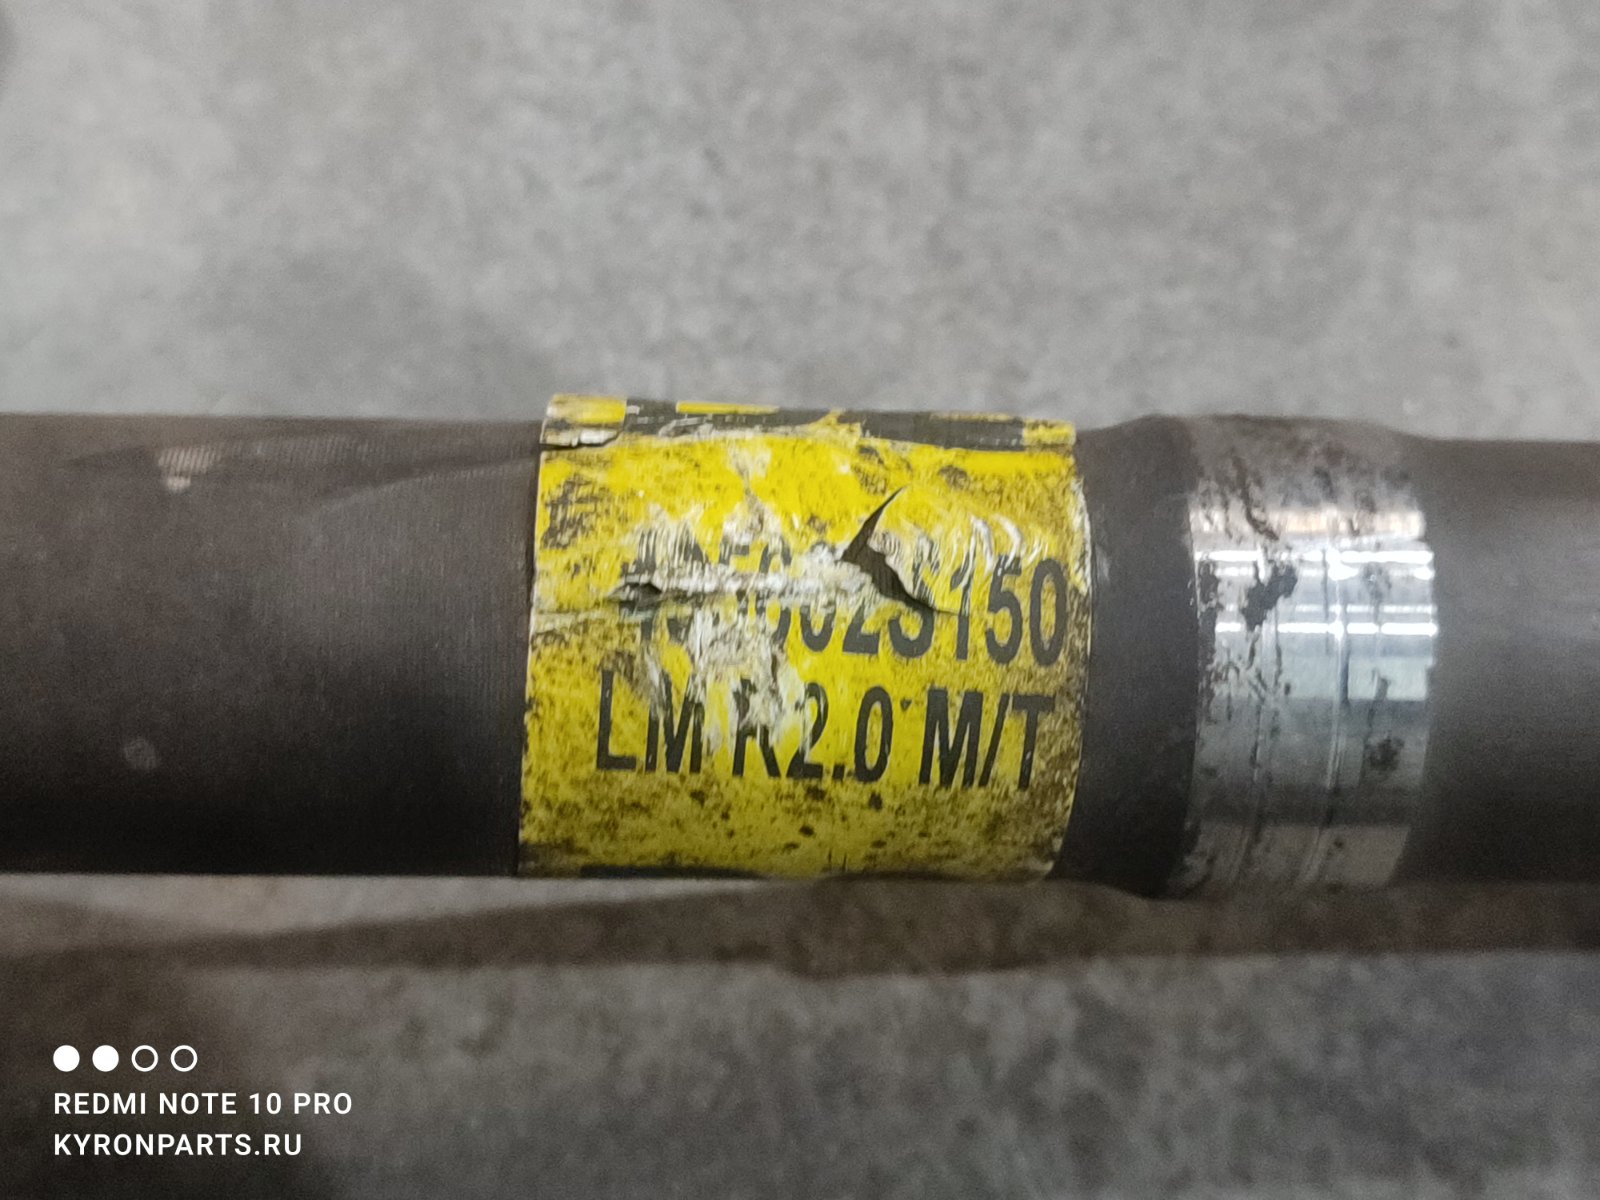 LM R2.0 M/T
REDMI NOTE 10 PRO
KYRONPARTS.RU